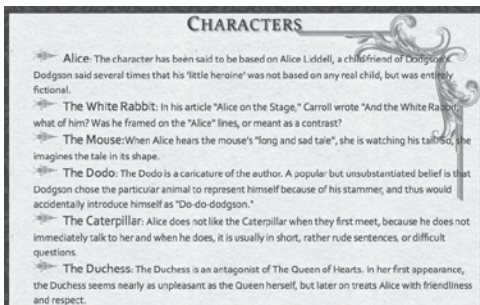 CHARACTERS
Alice: The character has been said to be based on Alice Liddell, a child friend of Dodgson's.
Dodgson said several times that his 'little heroine' was not based on any real child, but was entirely
fictional.
The White Rabbit: In his article "Alice on the Stage," Carroll wrote "And the White Rabbit,
what of him? Was he framed on the "Alice" lines, or meant as a contrast?
The Mouse:When Alice hears the mouse's "long and sad tale", she is watching his tail. So, she
imagines the tale in its shape.
The Dodo: The Dodo is a caricature of the author. A popular but unsubstantiated belief is that
Dodgson chose the particular animal to represent himself because of his stammer, and thus would
accidentally introduce himself as "Do-do-dodgson."
The Caterpillar: Alice does not like the Caterpillar when they first meet, because he does not
immediately talk to her and when he does, it is usually in short, rather rude sentences, or difficult
questions.
The Duchess: The Duchess is an antagonist of The Queen of Hearts. In her first appearance,
the Duchess seems nearly as unpleasant as the Queen herself, but later on treats Alice with friendliness
and respect.